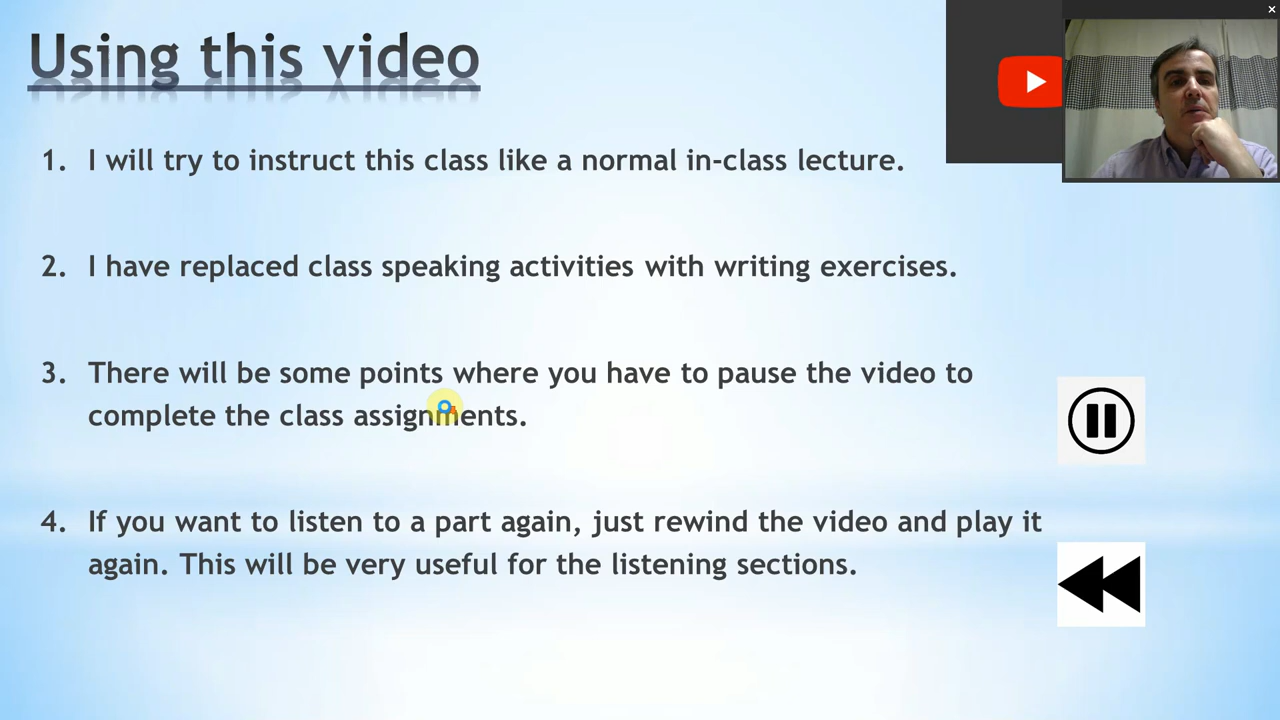 Using this video
1. I will try to instruct this class like a normal in-class lecture.
2. I have replaced class speaking activities with writing exercises.
3. There will be some points where you have to pause the video to
complete the class assignments.
4. If you want to listen to a part again, just rewind the video and play it
again. This will be very useful for the listening sections.